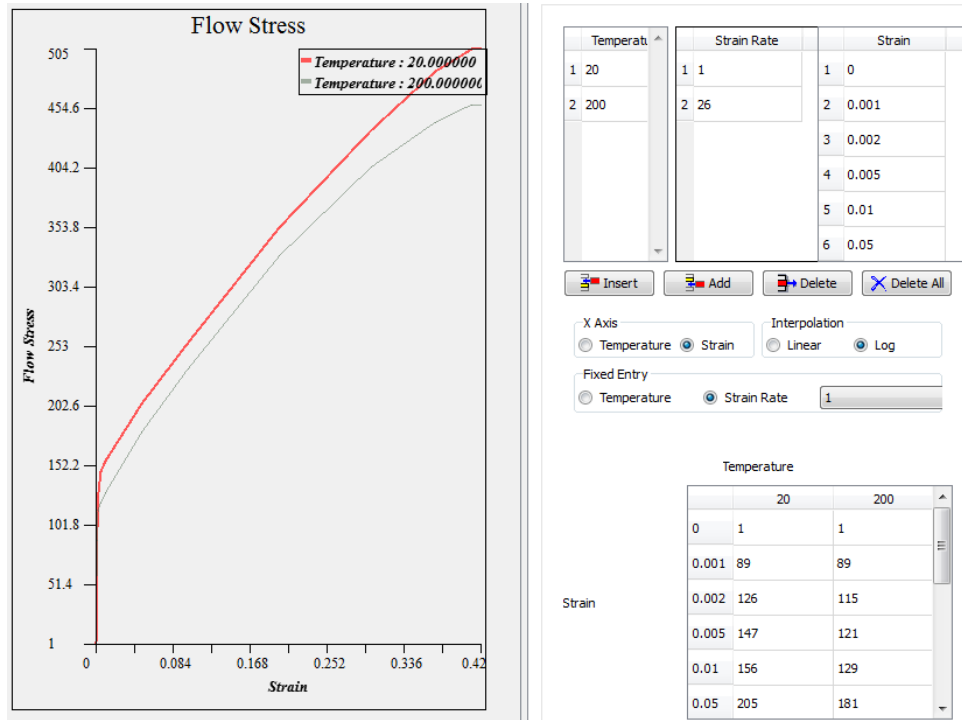 Flow Stress
505
454.6
404.2
353.8
303.4
253
202.6
152.2
101.8
51.4
1
0
0.084
0.168
0.252
0.336
0.42
Flow Stress
Strain
Temperature : 20.000000
Temperature : 200.000000
Temperatu
1 20
2 200
Strain Rate
1 1
2 26
Strain
1 0
2 0.001
3 0.002
4 0.005
5 0.01
6 0.05
Insert Add Delete Delete All
X Axis
Temperature Strain
Interpolation
Linear Log
Fixed Entry
Temperature Strain Rate 1
Temperature
Strain
20 200
0 1 1
0.001 89 89
0.002 126 115
0.005 147 121
0.01 156 129
0.05 205 181